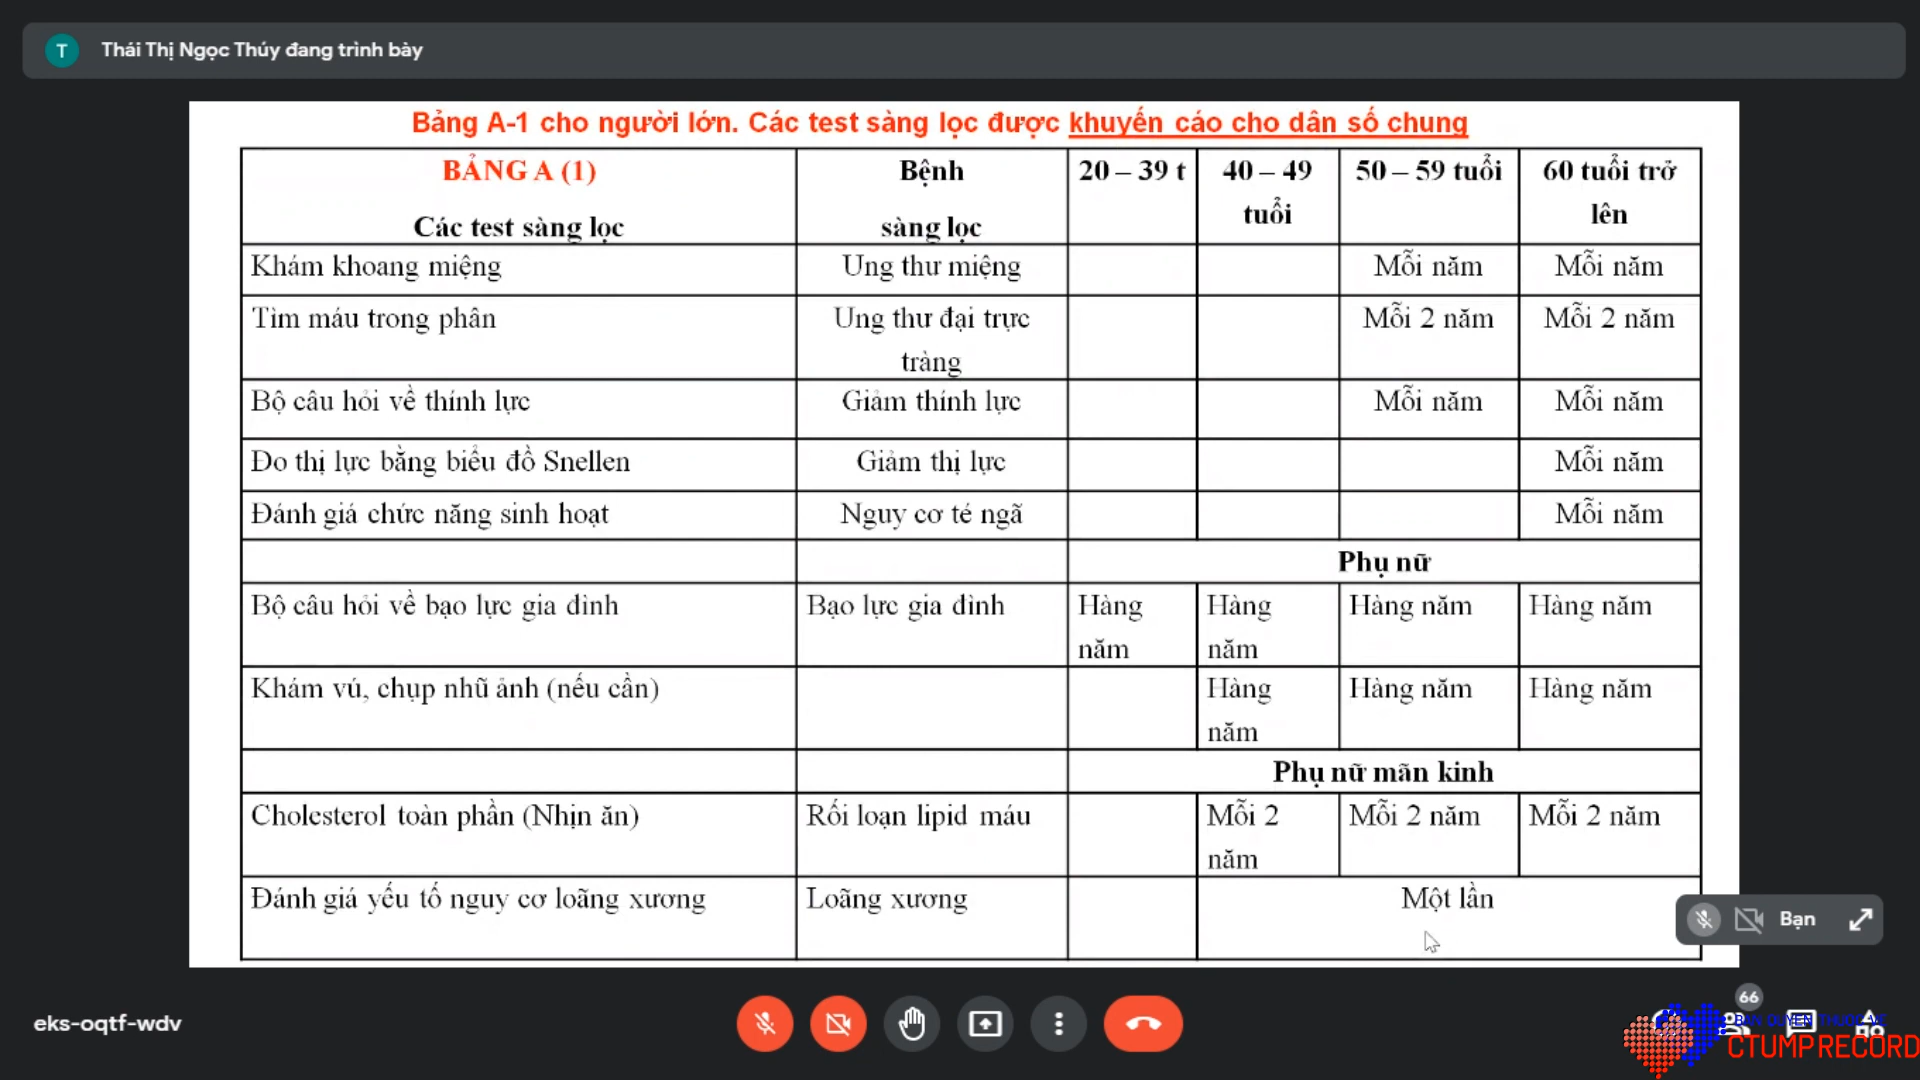 T Thái Thị Ngọc Thúy đang trình bày
Bảng A-1 cho người lớn. Các test sàng lọc được khuyến cáo cho dân số chung
BẢNG A (1)
Các test sàng lọc
Bệnh
sàng lọc
20 – 39 t
40 – 49
tuổi
50 – 59 tuổi
60 tuổi trở
lên
Khám khoang miệng
Ung thư miệng
Mỗi năm
Mỗi năm
Tìm máu trong phân
Ung thư đại trực
tràng
Mỗi 2 năm
Mỗi 2 năm
Bộ câu hỏi về thính lực
Giảm thính lực
Mỗi năm
Mỗi năm
Đo thị lực bằng biểu đồ Snellen
Giảm thị lực
Mỗi năm
Đánh giá chức năng sinh hoạt
Nguy cơ té ngã
Mỗi năm
Phụ nữ
Bộ câu hỏi về bạo lực gia đình
Bạo lực gia đình
Hàng
năm
Hàng
năm
Hàng năm
Hàng năm
Khám vú, chụp nhũ ảnh (nếu cần)
Hàng
năm
Hàng năm
Hàng năm
Phụ nữ mãn kinh
Cholesterol toàn phần (Nhịn ăn)
Rối loạn lipid máu
Mỗi 2
năm
Mỗi 2 năm
Mỗi 2 năm
Đánh giá yếu tố nguy cơ loãng xương
Loãng xương
Một lần
Bạn
eks-oqtf-wdv
66
BẢN QUYỀN THUỘC VỀ
CTUMP RECORD